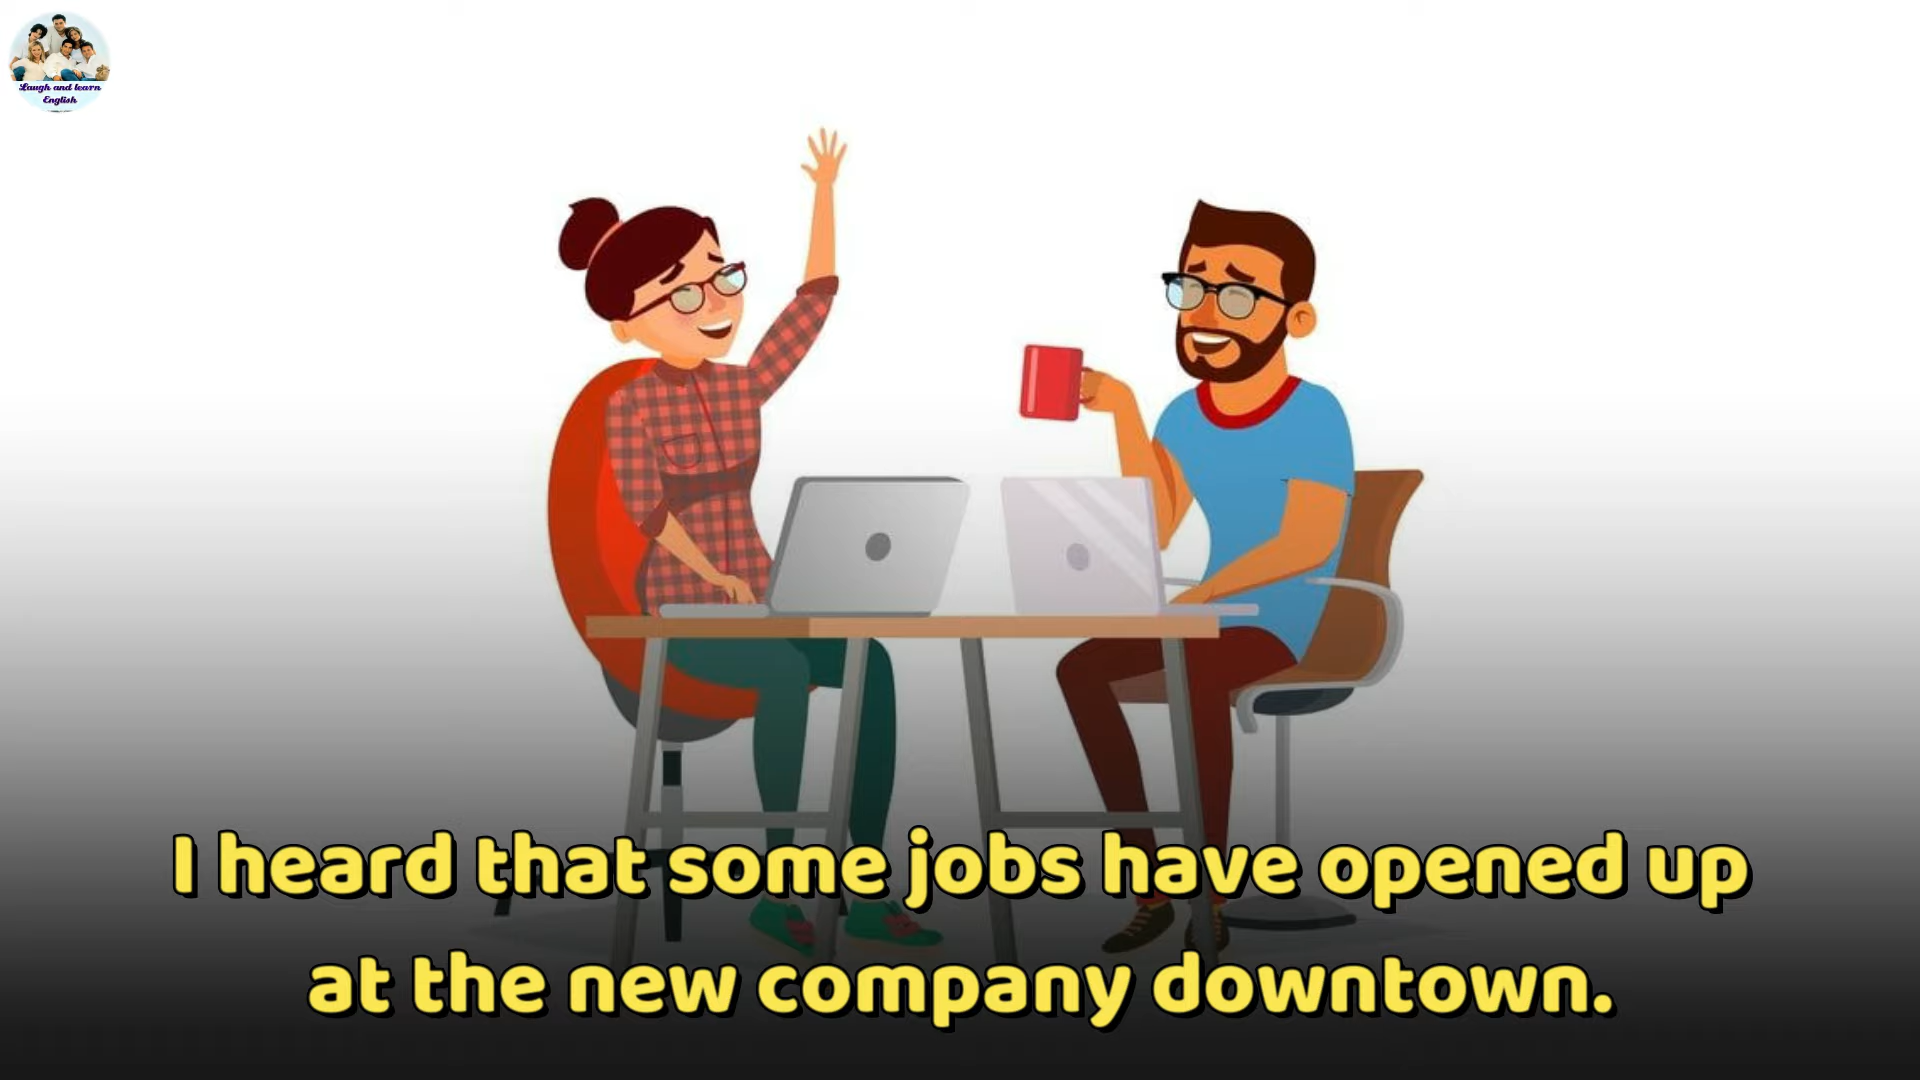 Laugh and learn
English
I heard that some jobs have opened up
at the new company downtown.